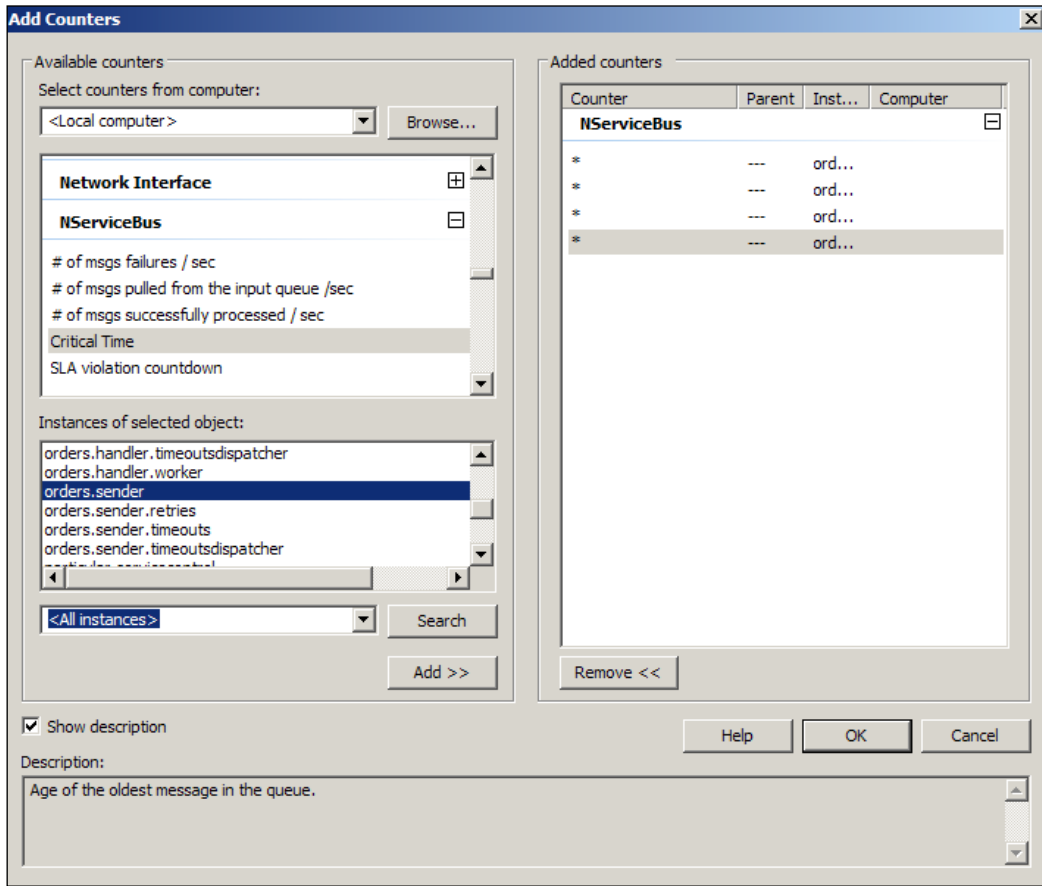 Add Counters
Available counters
Select counters from computer:
<Local computer>
Browse...
Network Interface
NServiceBus
# of msgs failures / sec
# of msgs pulled from the input queue /sec
# of msgs successfully processed / sec
Critical Time
SLA violation countdown
Instances of selected object:
orders.handler.timeoutsdispatcher
orders.handler.worker
orders.sender
orders.sender.retries
orders.sender.timeouts
orders.sender.timeoutsdispatcher
<All instances>
Search
Add >>
Added counters
Counter Parent Inst... Computer
NServiceBus
* --- ord...
* --- ord...
* --- ord...
* --- ord...
Remove <<
Show description
Help
OK
Cancel
Description:
Age of the oldest message in the queue.